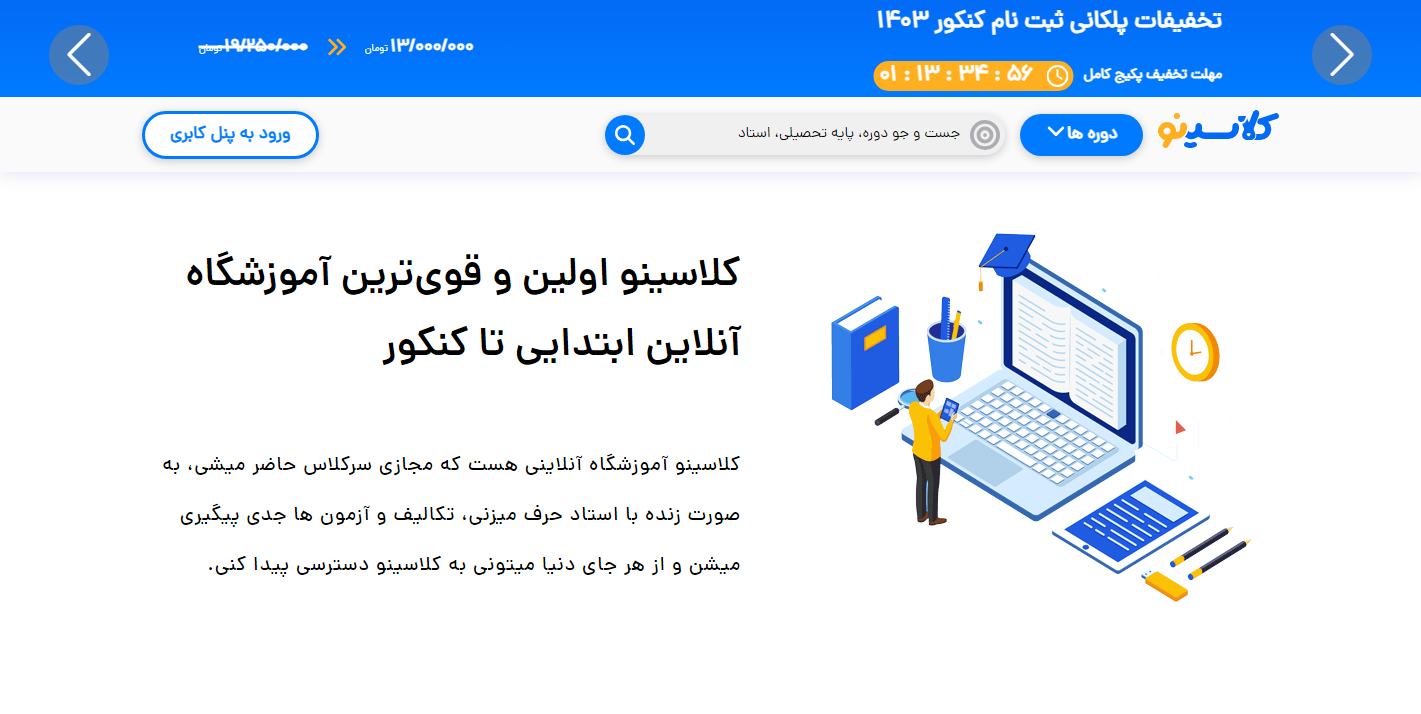 تخفیفات پلکانی ثبت نام کنکور ۱۴۰۳
مهلت تخفیف پکیج کامل
۰۱ : ۱۳ : ۳۴ : ۵۶
۱۳/۰۰۰/۰۰۰ تومان
۱۹/۲۵۰/۰۰۰ تومان
کلاسینو
دوره ها
جست و جو دوره، پایه تحصیلی، استاد
ورود به پنل کابری
کلاسینو اولین و قوی‌ترین آموزشگاه
آنلاین ابتدایی تا کنکور
کلاسینو آموزشگاه آنلاینی هست که مجازی سرکلاس حاضر میشی، به
صورت زنده با استاد حرف میزنی، تکالیف و آزمون ها جدی پیگیری
میشن و از هر جای دنیا میتونی به کلاسینو دسترسی پیدا کنی.